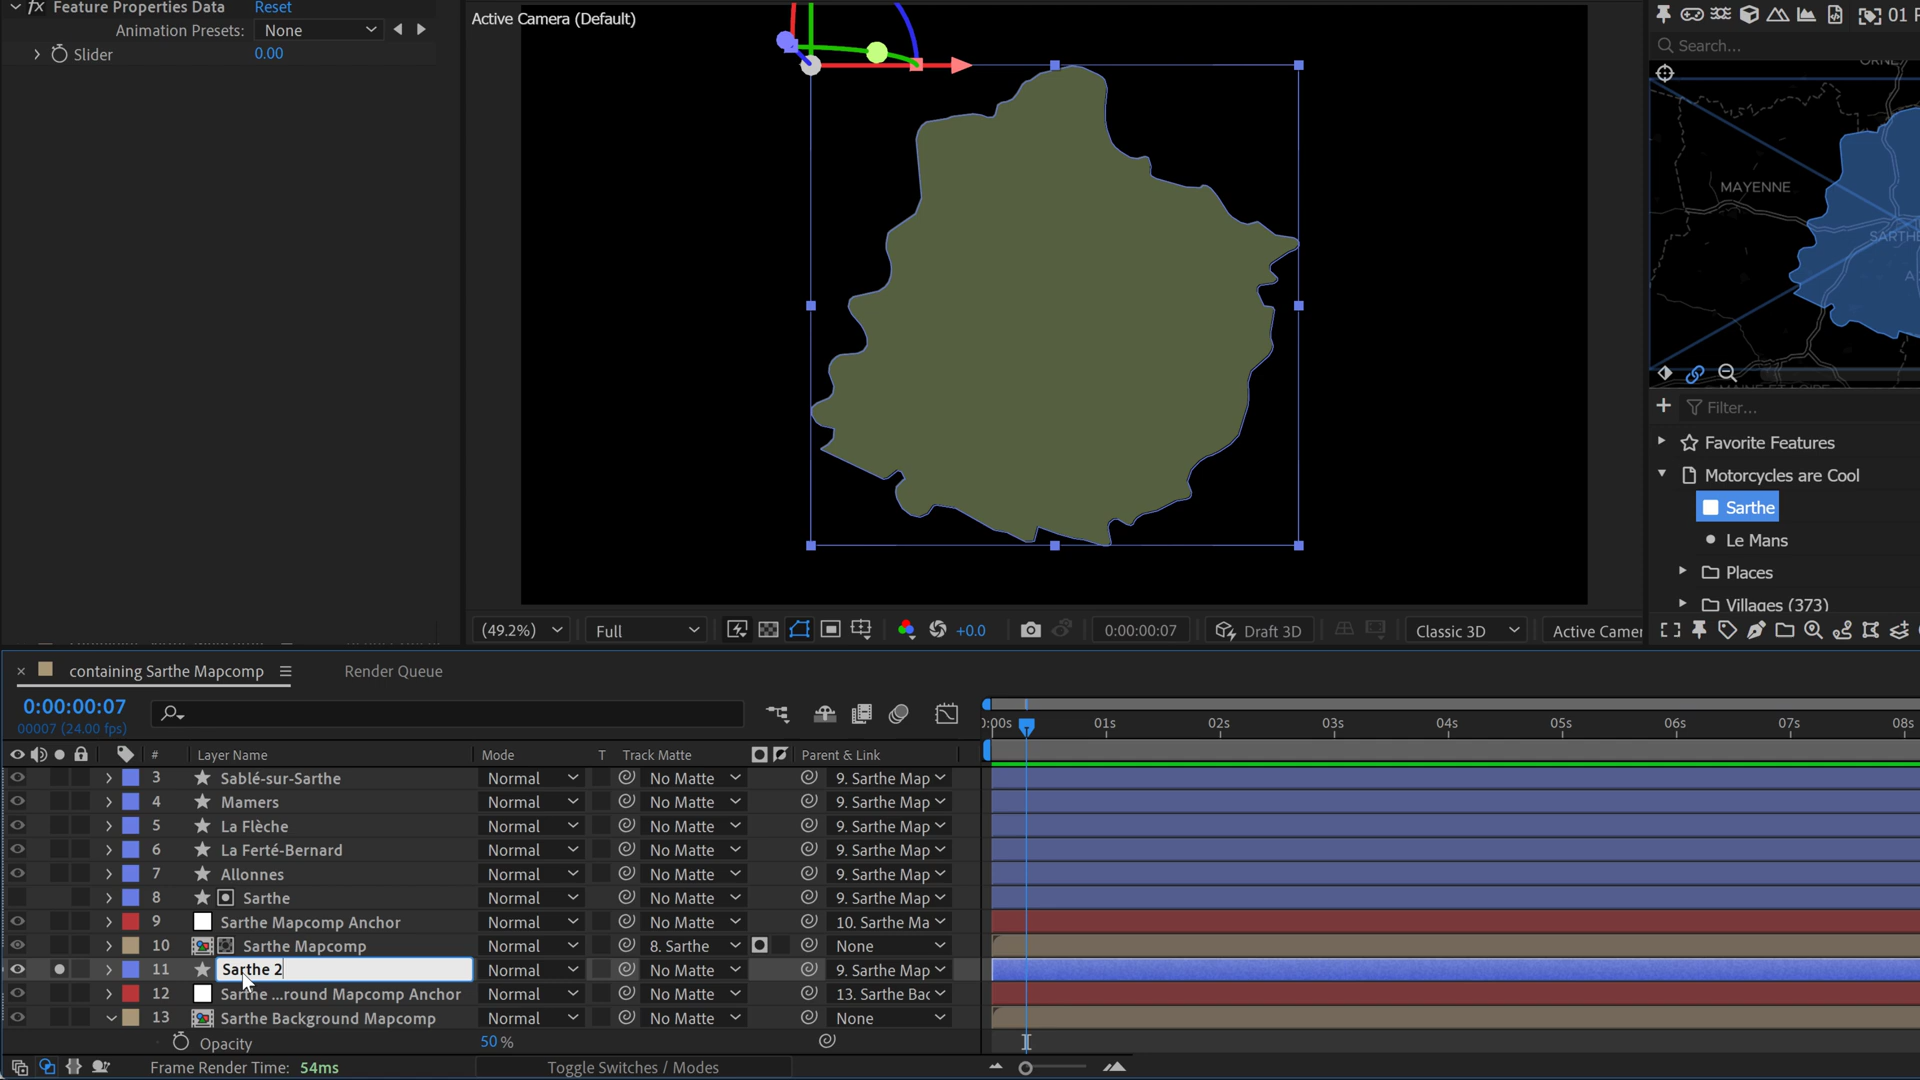 fx Feature Properties Data Reset
Animation Presets: None
Slider 0.00
Active Camera (Default)
01
Search...
MAYENNE
SARTHE
Filter...
Favorite Features
Motorcycles are Cool
Sarthe
Le Mans
Places
Villages (373)
(49.2%) Full +0.0 0:00:00:07 Draft 3D Classic 3D Active Camer
containing Sarthe Mapcomp Render Queue
0:00:00:07
00007 (24.00 fps)
0:00s 01s 02s 03s 04s 05s 06s 07s 08s
# Layer Name Mode T Track Matte Parent & Link
3 Sablé-sur-Sarthe Normal No Matte 9. Sarthe Map
4 Mamers Normal No Matte 9. Sarthe Map
5 La Flèche Normal No Matte 9. Sarthe Map
6 La Ferté-Bernard Normal No Matte 9. Sarthe Map
7 Allonnes Normal No Matte 9. Sarthe Map
8 Sarthe Normal No Matte 9. Sarthe Map
9 Sarthe Mapcomp Anchor Normal No Matte 10. Sarthe Ma
10 Sarthe Mapcomp Normal 8. Sarthe None
11 Sarthe 2 Normal No Matte 9. Sarthe Map
12 Sarthe ...round Mapcomp Anchor Normal No Matte 13. Sarthe Bac
13 Sarthe Background Mapcomp Normal No Matte None
Opacity 50 %
Frame Render Time: 54ms Toggle Switches / Modes